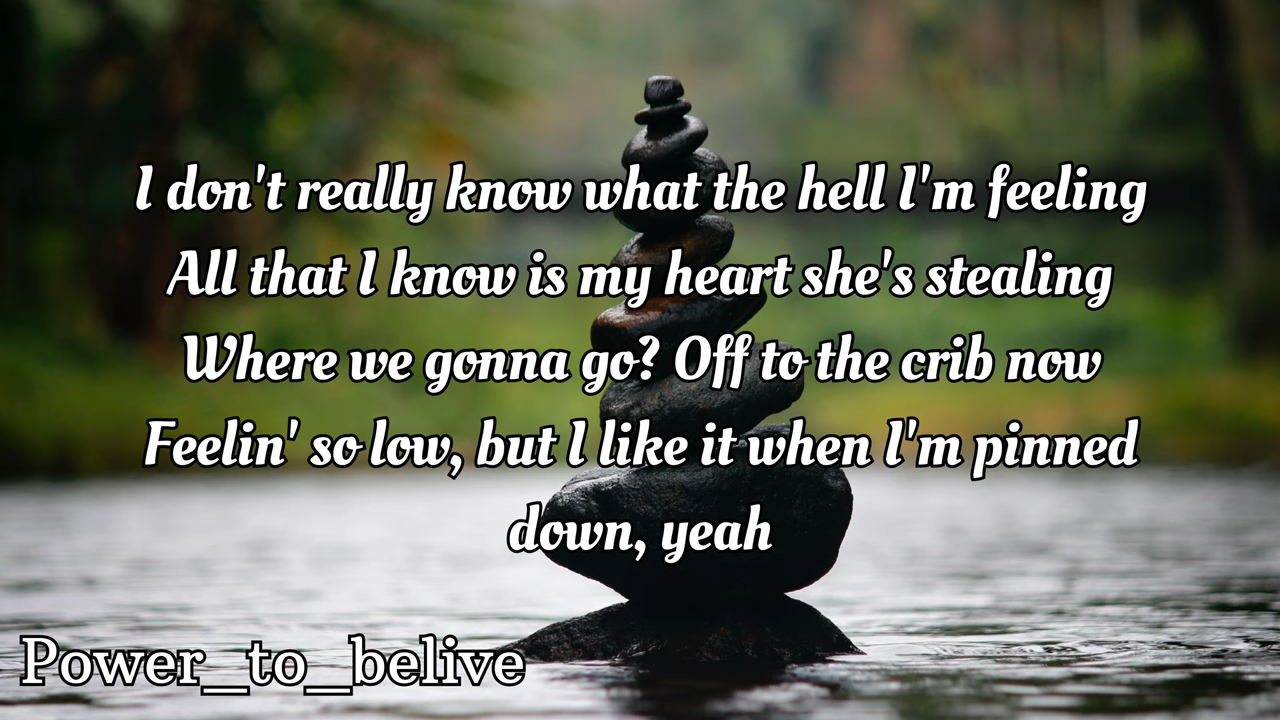 I don't really know what the hell I'm feeling
All that I know is my heart she's stealing
Where we gonna go? Off to the crib now
Feelin' so low, but I like it when I'm pinned
down, yeah
Power_to_belive